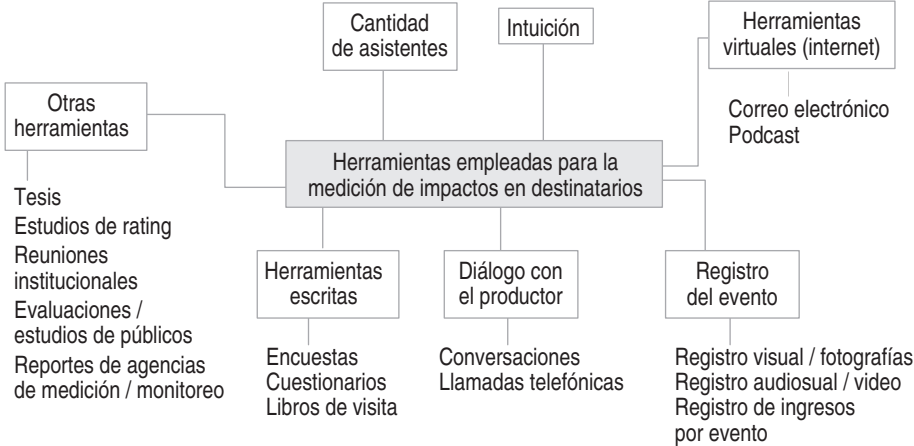 Cantidad
de asistentes
Intuición
Herramientas
virtuales (internet)
Correo electrónico
Podcast
Otras
herramientas
Tesis
Estudios de rating
Reuniones
institucionales
Evaluaciones /
estudios de públicos
Reportes de agencias
de medición / monitoreo
Herramientas empleadas para la
medición de impactos en destinatarios
Herramientas
escritas
Encuestas
Cuestionarios
Libros de visita
Diálogo con
el productor
Conversaciones
Llamadas telefónicas
Registro
del evento
Registro visual / fotografías
Registro audiosual / video
Registro de ingresos
por evento